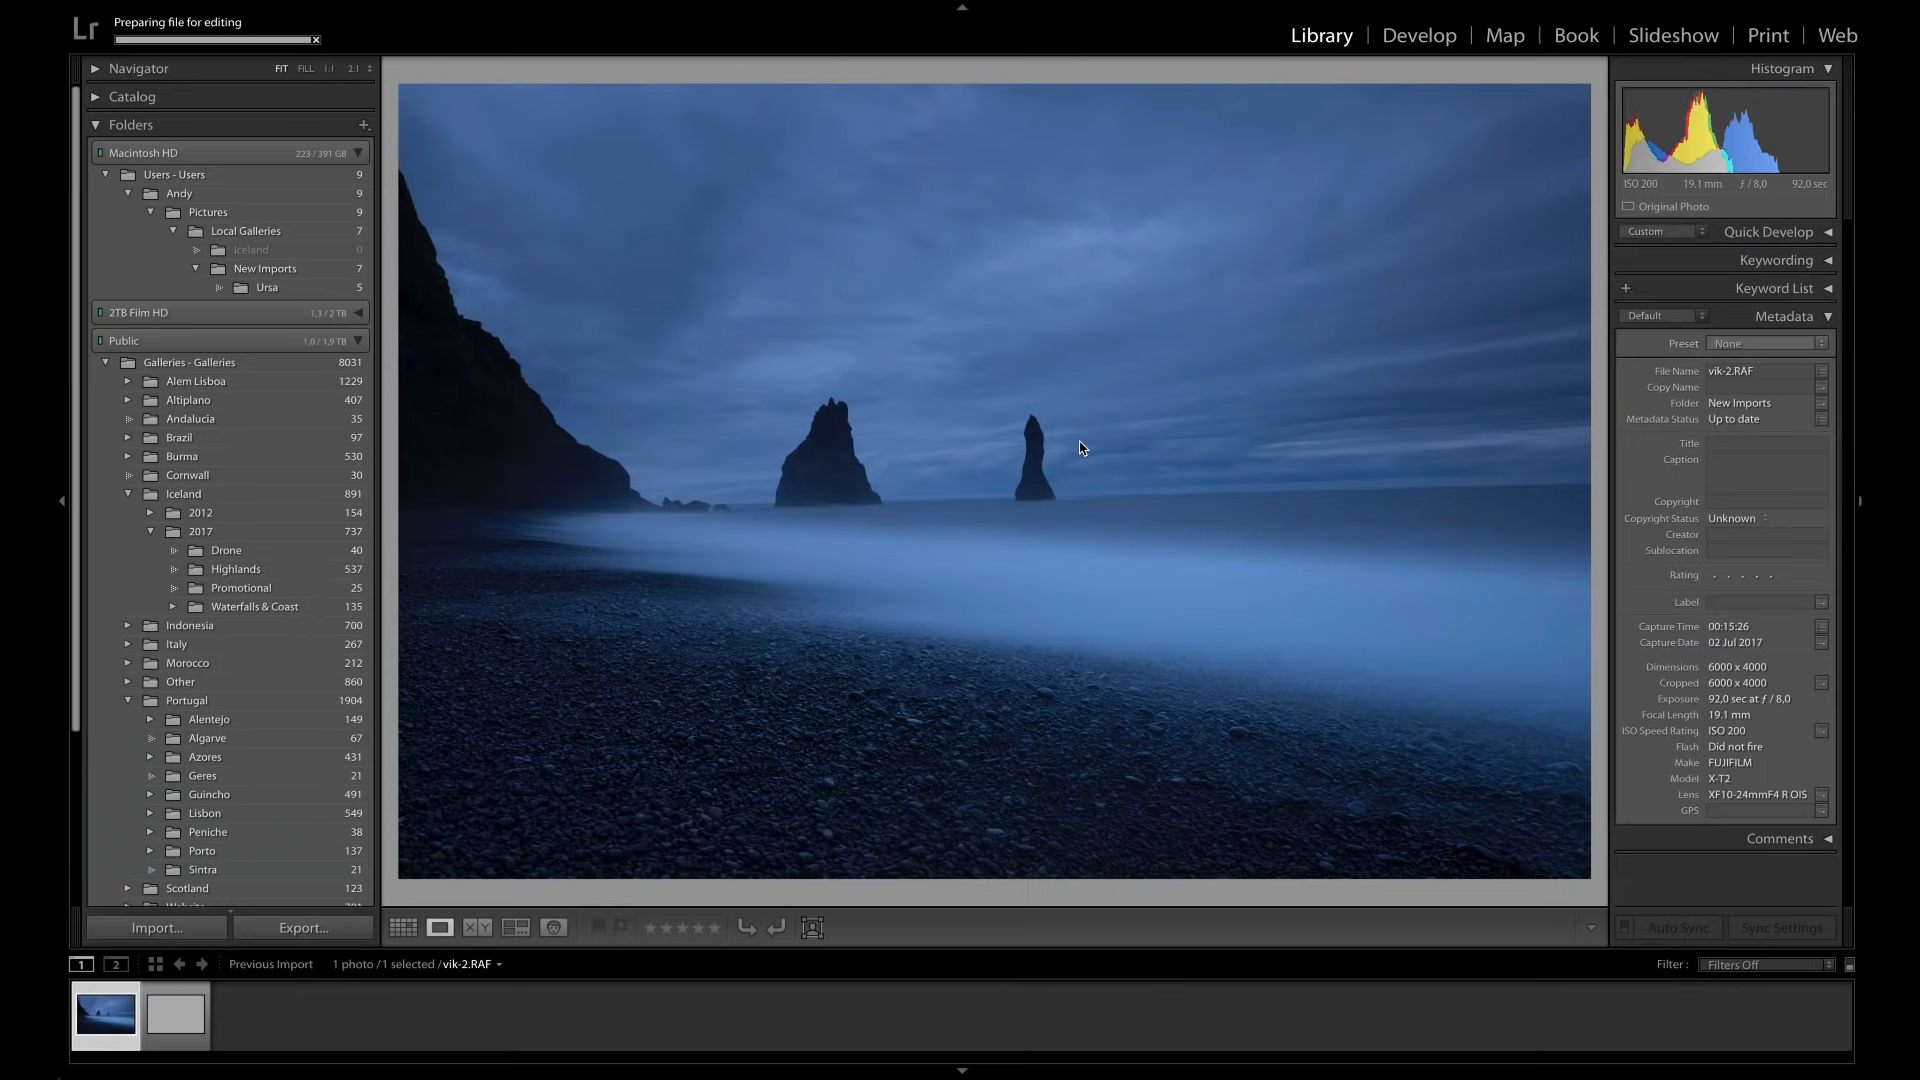 Lr
Preparing file for editing
Library | Develop | Map | Book | Slideshow | Print | Web
Navigator FIT FILL 1:1 2:1
Catalog
Folders
Macintosh HD 223 / 391 GB
Users - Users 9
Andy 9
Pictures 9
Local Galleries 7
Iceland 0
New Imports 7
Ursa 5
2TB Film HD 1,3 / 2 TB
Public 1,0 / 1,9 TB
Galleries - Galleries 8031
Alem Lisboa 1229
Altiplano 407
Andalucia 35
Brazil 97
Burma 530
Cornwall 30
Iceland 891
2012 154
2017 737
Drone 40
Highlands 537
Promotional 25
Waterfalls & Coast 135
Indonesia 700
Italy 267
Morocco 212
Other 860
Portugal 1904
Alentejo 149
Algarve 67
Azores 431
Geres 21
Guincho 491
Lisbon 549
Peniche 38
Porto 137
Sintra 21
Scotland 123
Import... Export...
Histogram
ISO 200 19.1 mm ƒ / 8,0 92,0 sec
Original Photo
Custom Quick Develop
Keywording
+ Keyword List
Default Metadata
Preset None
File Name vik-2.RAF
Copy Name
Folder New Imports
Metadata Status Up to date
Title
Caption
Copyright
Copyright Status Unknown
Creator
Sublocation
Rating . . . . .
Label
Capture Time 00:15:26
Capture Date 02 Jul 2017
Dimensions 6000 x 4000
Cropped 6000 x 4000
Exposure 92,0 sec at ƒ / 8,0
Focal Length 19.1 mm
ISO Speed Rating ISO 200
Flash Did not fire
Make FUJIFILM
Model X-T2
Lens XF10-24mmF4 R OIS
GPS
Comments
Auto Sync Sync Settings
X Y
1 2 Previous Import 1 photo / 1 selected / vik-2.RAF
Filter : Filters Off